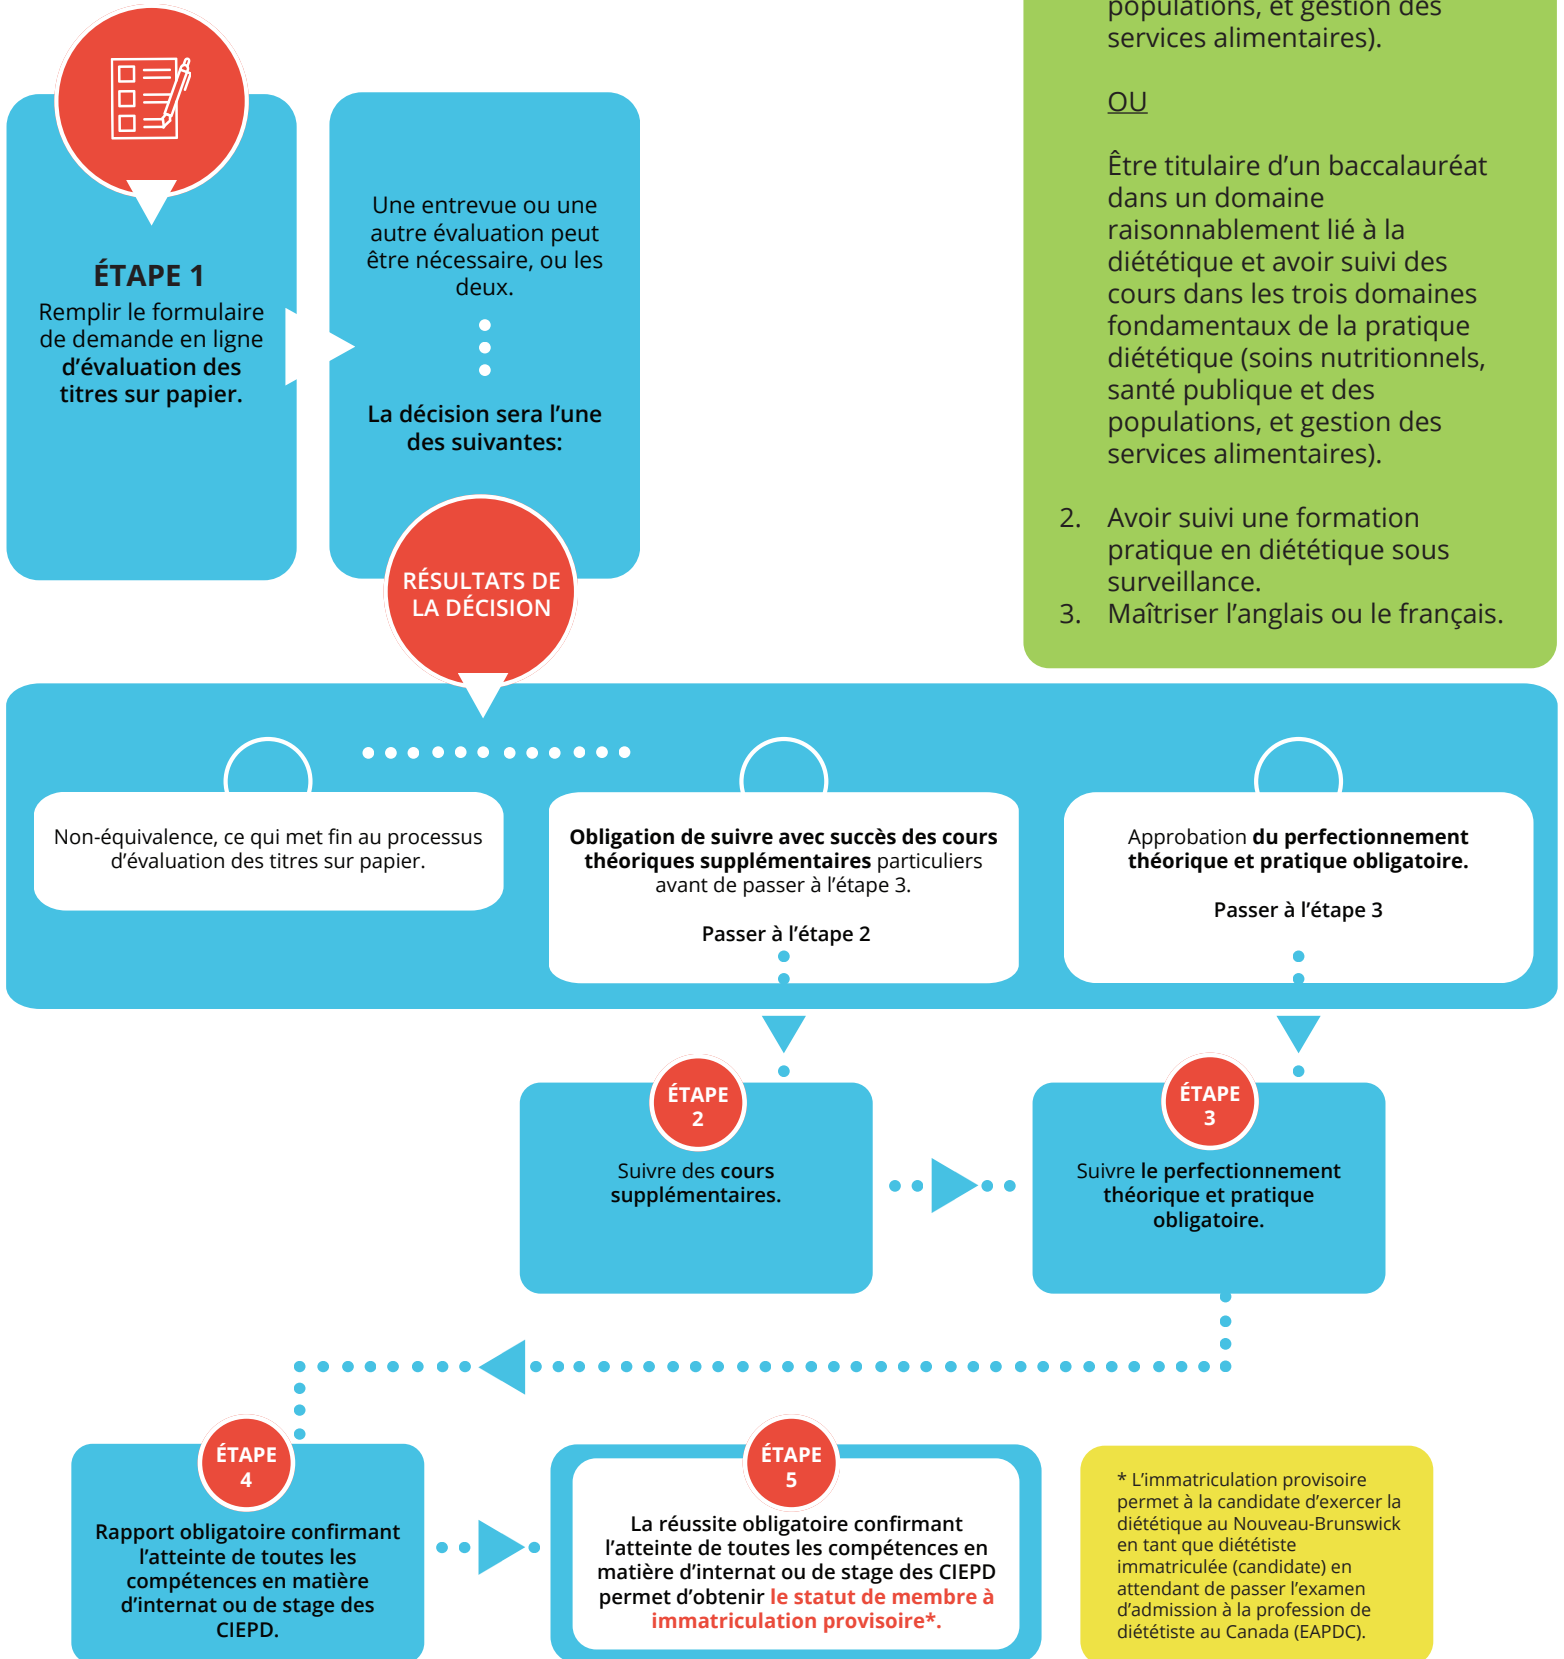 ÉTAPE 1
Remplir le formulaire
de demande en ligne
d’évaluation des
titres sur papier.
Une entrevue ou une
autre évaluation peut
être nécessaire, ou les
deux.
La décision sera l’une
des suivantes:
RÉSULTATS DE
LA DÉCISION
populations, et gestion des
services alimentaires).
OU
Être titulaire d’un baccalauréat
dans un domaine
raisonnablement lié à la
diététique et avoir suivi des
cours dans les trois domaines
fondamentaux de la pratique
diététique (soins nutritionnels,
santé publique et des
populations, et gestion des
services alimentaires).
2. Avoir suivi une formation
pratique en diététique sous
surveillance.
3. Maîtriser l’anglais ou le français.
Non-équivalence, ce qui met fin au processus
d’évaluation des titres sur papier.
Obligation de suivre avec succès des cours
théoriques supplémentaires particuliers
avant de passer à l’étape 3.
Passer à l’étape 2
Approbation du perfectionnement
théorique et pratique obligatoire.
Passer à l’étape 3
ÉTAPE
2
Suivre des cours
supplémentaires.
ÉTAPE
3
Suivre le perfectionnement
théorique et pratique
obligatoire.
ÉTAPE
4
Rapport obligatoire confirmant
l’atteinte de toutes les
compétences en matière
d’internat ou de stage des
CIEPD.
ÉTAPE
5
La réussite obligatoire confirmant
l’atteinte de toutes les compétences en
matière d’internat ou de stage des CIEPD
permet d’obtenir le statut de membre à
immatriculation provisoire*.
* L’immatriculation provisoire
permet à la candidate d’exercer la
diététique au Nouveau-Brunswick
en tant que diététiste
immatriculée (candidate) en
attendant de passer l’examen
d’admission à la profession de
diététiste au Canada (EAPDC).